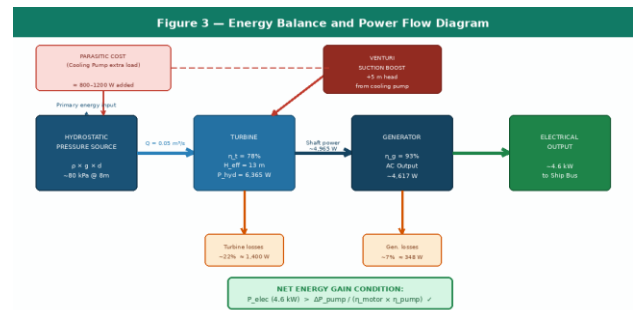 Figure 3 — Energy Balance and Power Flow Diagram
PARASITIC COST
(Cooling Pump extra load)
≈ 800–1200 W added
VENTURI
SUCTION BOOST
+5 m head
from cooling pump
Primary energy input
HYDROSTATIC
PRESSURE SOURCE
ρ × g × d
~80 kPa @ 8m
Q = 0.05 m³/s
TURBINE
η_t = 78%
H_eff = 13 m
P_hyd = 6,365 W
Shaft power
~4,963 W
GENERATOR
η_g = 93%
AC Output
~4,617 W
ELECTRICAL
OUTPUT
~4.6 kW
to Ship Bus
Turbine losses
~22% ≈ 1,400 W
Gen. losses
~7% ≈ 348 W
NET ENERGY GAIN CONDITION:
P_elec (4.6 kW) > ΔP_pump / (η_motor × η_pump) ✓